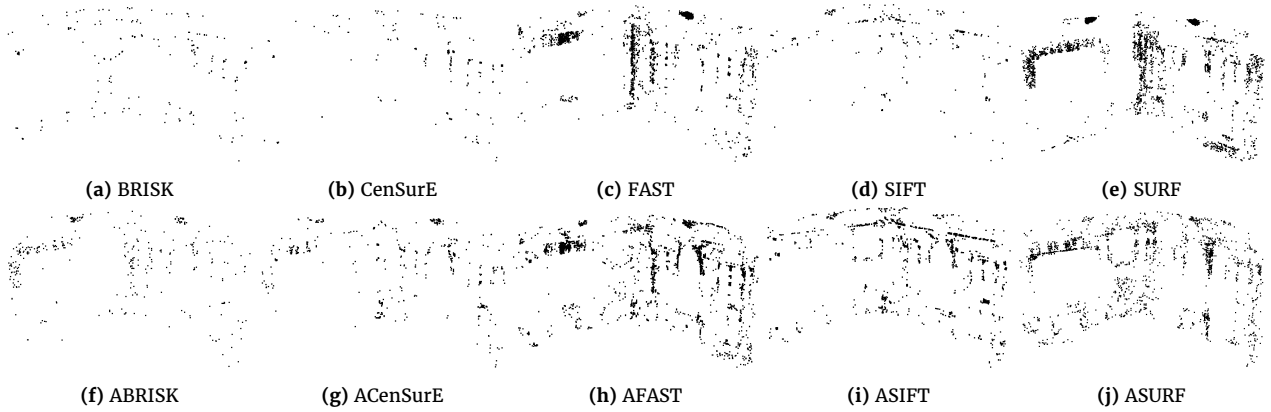 (a) BRISK (b) CenSurE (c) FAST (d) SIFT (e) SURF
(f) ABRISK (g) ACenSurE (h) AFAST (i) ASIFT (j) ASURF